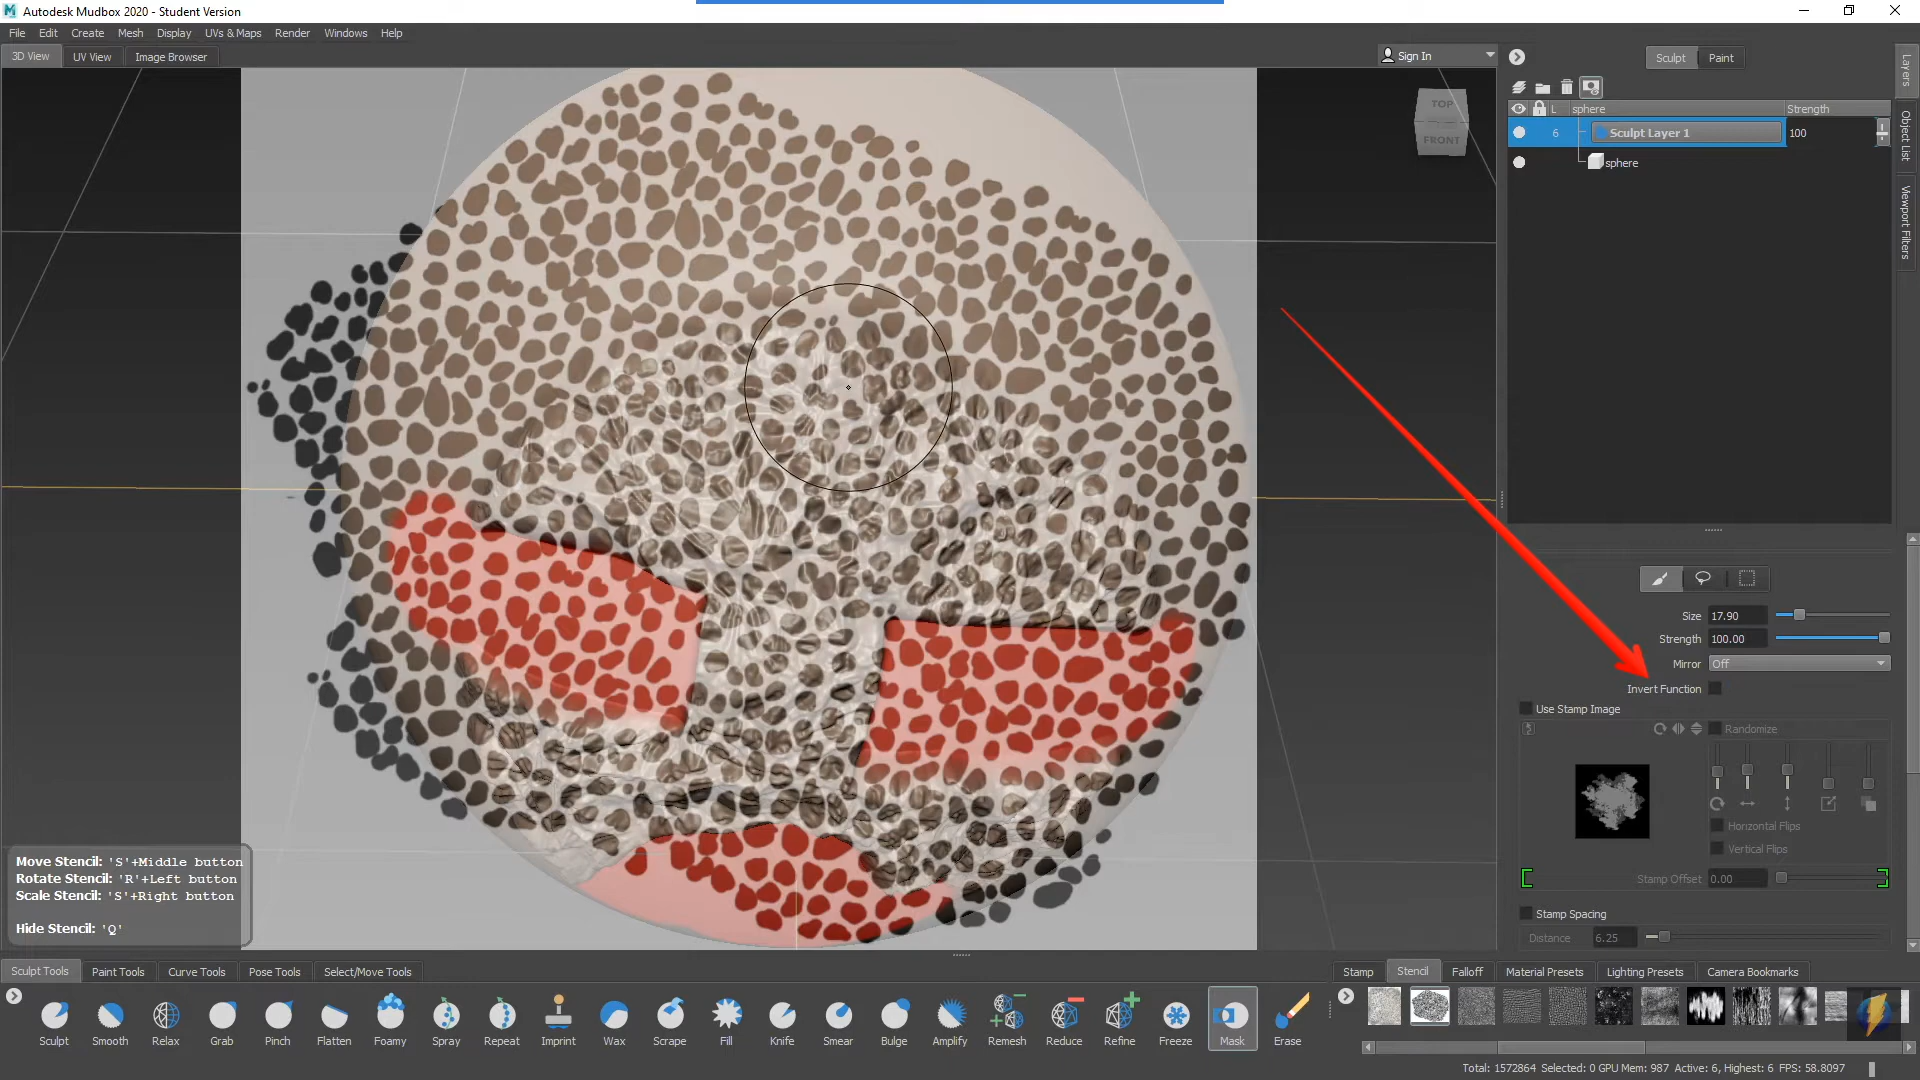 Autodesk Mudbox 2020 - Student Version
File Edit Create Mesh Display UVs & Maps Render Windows Help
3D View UV View Image Browser
Sign In
Sculpt Paint
TOP
FRONT
L sphere Strength
6 Sculpt Layer 1 100
sphere
Layers
Object List
Viewport Filters
Size 17.90
Strength 100.00
Mirror Off
Invert Function
Use Stamp Image
Randomize
Horizontal Flips
Vertical Flips
Stamp Offset 0.00
Stamp Spacing
Distance 6.25
Move Stencil: 'S'+Middle button
Rotate Stencil: 'R'+Left button
Scale Stencil: 'S'+Right button
Hide Stencil: 'Q'
Sculpt Tools Paint Tools Curve Tools Pose Tools Select/Move Tools
Stamp Stencil Falloff Material Presets Lighting Presets Camera Bookmarks
Sculpt Smooth Relax Grab Pinch Flatten Foamy Spray Repeat Imprint Wax Scrape Fill Knife Smear Bulge Amplify Remesh Reduce Refine Freeze Mask Erase
Total: 1572864 Selected: 0 GPU Mem: 987 Active: 6, Highest: 6 FPS: 58.8097